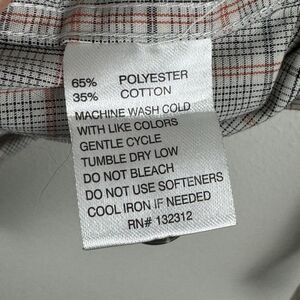 65% POLYESTER
35% COTTON
MACHINE WASH COLD
WITH LIKE COLORS
GENTLE CYCLE
TUMBLE DRY LOW
DO NOT BLEACH
DO NOT USE SOFTENERS
COOL IRON IF NEEDED
RN# 132312